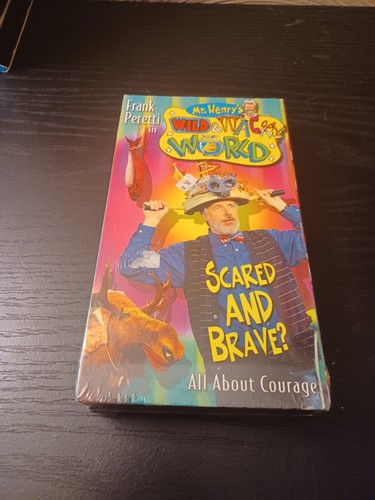 Frank
Peretti
in
Mr. Henry's
WILD & WACKY
WORLD
SCARED
AND
BRAVE?
All About Courage